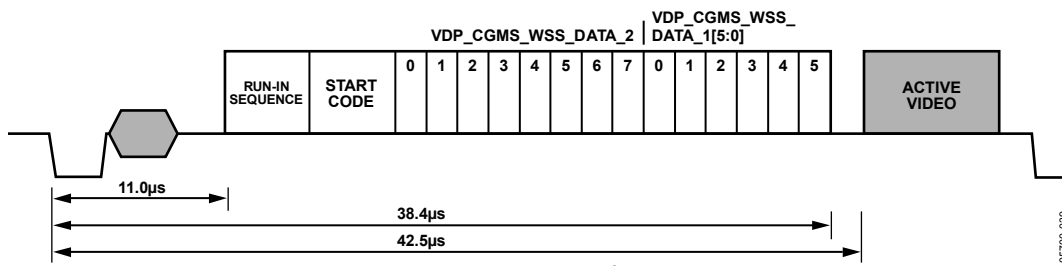 VDP_CGMS_WSS_DATA_2
VDP_CGMS_WSS_
DATA_1[5:0]
RUN-IN
SEQUENCE
START
CODE
0 1 2 3 4 5 6 7 0 1 2 3 4 5
ACTIVE
VIDEO
11.0µs
38.4µs
42.5µs